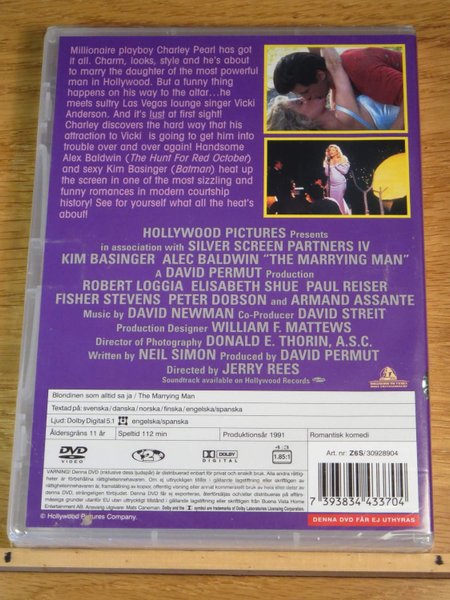 Millionaire playboy Charley Pearl has got
it all. Charm, looks, style and he's about
to marry the daughter of the most powerful
man in Hollywood. But a funny thing
happens on his way to the altar...he
meets sultry Las Vegas lounge singer Vicki
Anderson. And it's lust at first sight!
Charley discovers the hard way that his
attraction to Vicki is going to get him into
trouble over and over again! Handsome
Alex Baldwin (The Hunt For Red October)
and sexy Kim Basinger (Batman) heat up
the screen in one of the most sizzling and
funny romances in modern courtship
history! See for yourself what all the heat's
about!
HOLLYWOOD PICTURES Presents
in association with SILVER SCREEN PARTNERS IV
KIM BASINGER ALEC BALDWIN "THE MARRYING MAN"
A DAVID PERMUT Production
ROBERT LOGGIA ELISABETH SHUE PAUL REISER
FISHER STEVENS PETER DOBSON and ARMAND ASSANTE
Music by DAVID NEWMAN Co-Producer DAVID STREIT
Production Designer WILLIAM F. MATTEWS
Director of Photography DONALD E. THORIN, A.S.C.
Written by NEIL SIMON Produced by DAVID PERMUT
Directed by JERRY REES
Soundtrack available on Hollywood Records
Blondinen som alltid sa ja / The Marrying Man
Textad på: svenska / danska / norska / finska / engelska/spanska
Ljud: Dolby Digital 5.1 engelska/spanska
Åldersgräns 11 år Speltid 112 min Produktionsår 1991 Romantisk komedi
DVD VIDEO DOLBY DIGITAL 4:3 1.85:1
Art. nr: Z6S/30928904
7 393834 433704
DENNA DVD FÅR EJ UTHYRAS
© Hollywood Pictures Company.